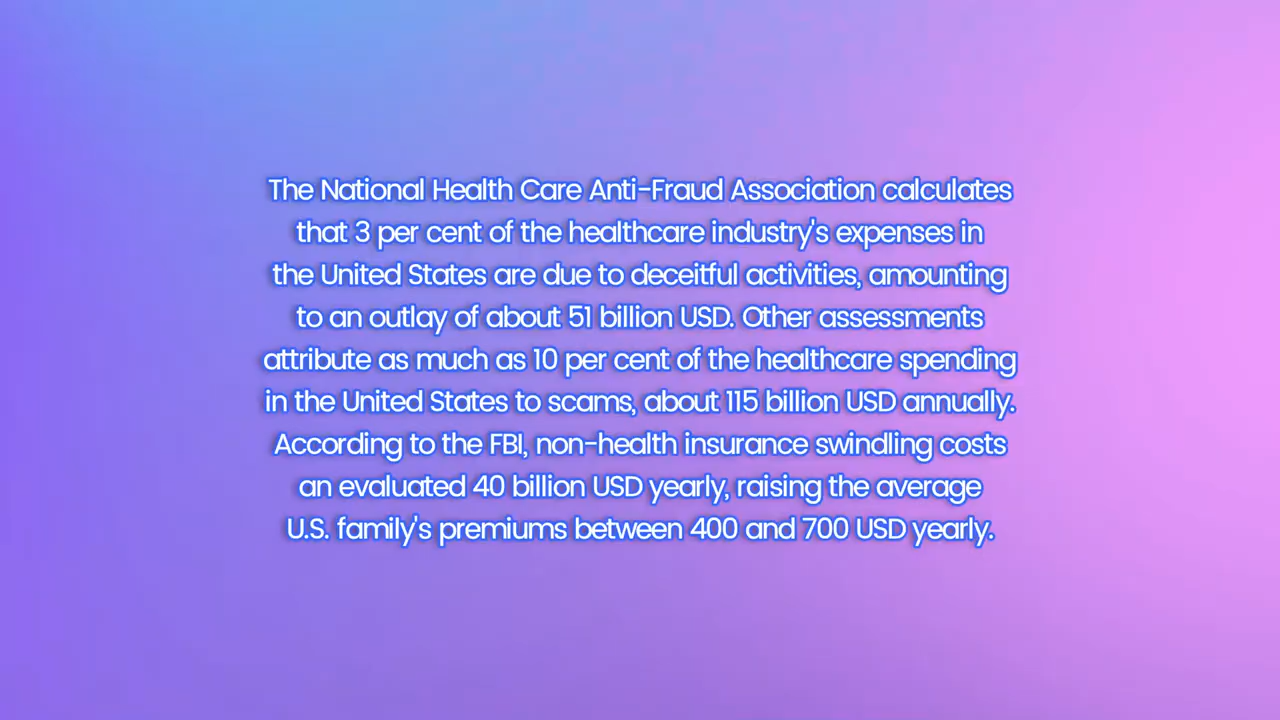 The National Health Care Anti-Fraud Association calculates
that 3 per cent of the healthcare industry's expenses in
the United States are due to deceitful activities, amounting
to an outlay of about 51 billion USD. Other assessments
attribute as much as 10 per cent of the healthcare spending
in the United States to scams, about 115 billion USD annually.
According to the FBI, non-health insurance swindling costs
an evaluated 40 billion USD yearly, raising the average
U.S. family's premiums between 400 and 700 USD yearly.